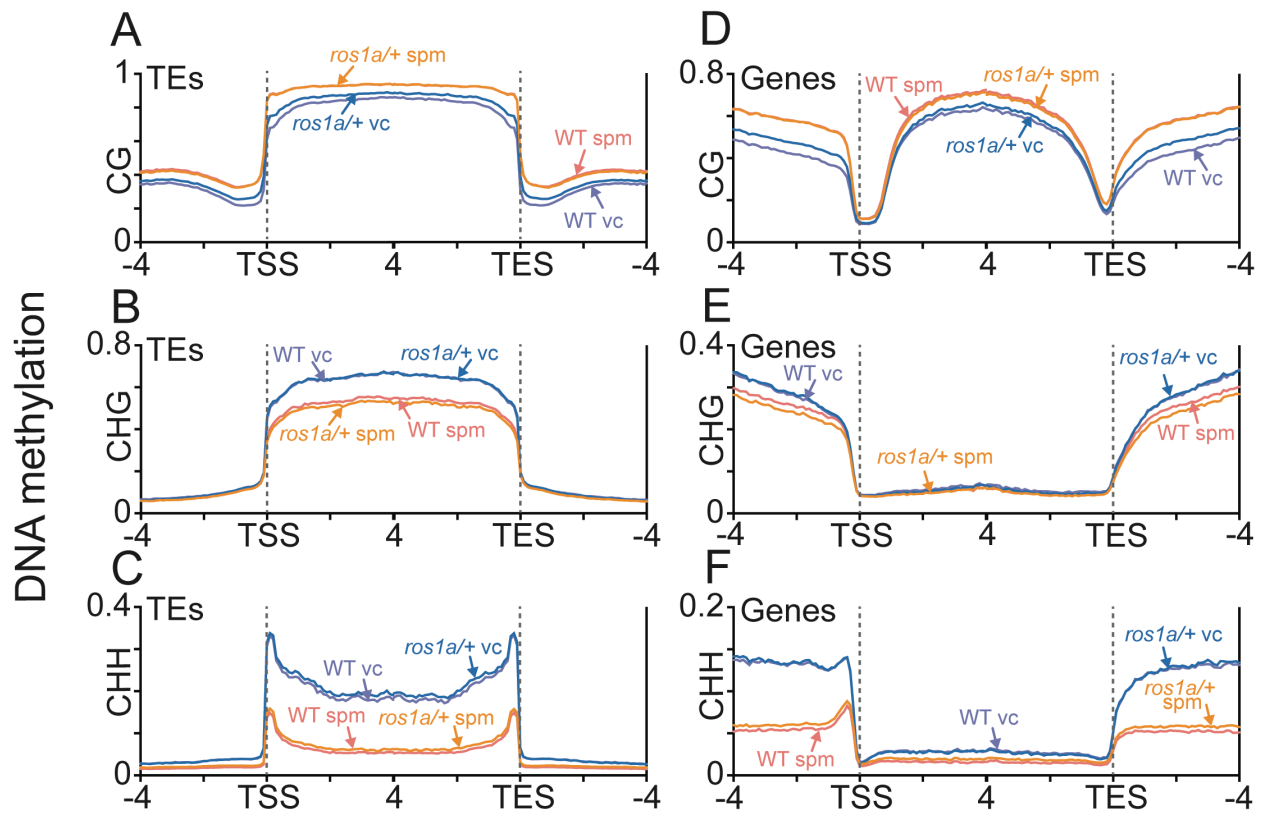 DNA methylation
A
TEs
CG
1
0
ros1a/+ spm
ros1a/+ vc
WT spm
WT vc
-4 TSS 4 TES -4
D
Genes
CG
0.8
0
WT spm
ros1a/+ spm
ros1a/+ vc
WT vc
-4 TSS 4 TES -4
B
TEs
CHG
0.8
0
WT vc
ros1a/+ vc
ros1a/+ spm
WT spm
-4 TSS 4 TES -4
E
Genes
CHG
0.4
0
WT vc
ros1a/+ vc
WT spm
ros1a/+ spm
-4 TSS 4 TES -4
C
TEs
CHH
0.4
0
ros1a/+ vc
WT vc
WT spm
ros1a/+ spm
-4 TSS 4 TES -4
F
Genes
CHH
0.2
0
ros1a/+ vc
ros1a/+
spm
WT vc
WT spm
-4 TSS 4 TES -4